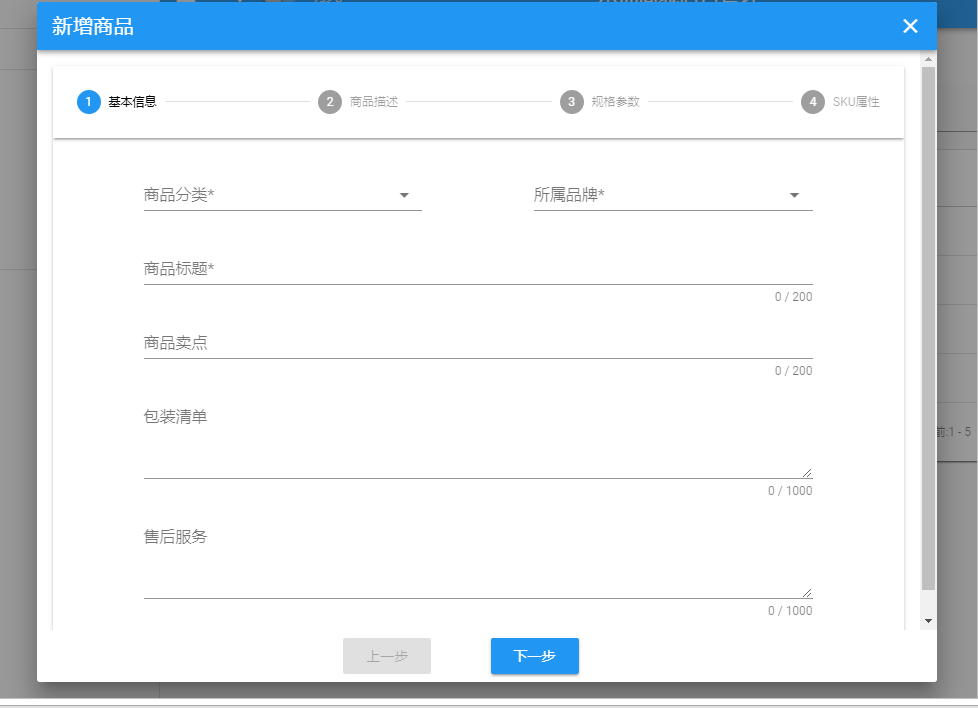 新增商品
1 基本信息 2 商品描述 3 规格参数 4 SKU属性
商品分类* 所属品牌*
商品标题*
0 / 200
商品卖点
0 / 200
包装清单
0 / 1000
售后服务
0 / 1000
上一步 下一步
前:1 - 5